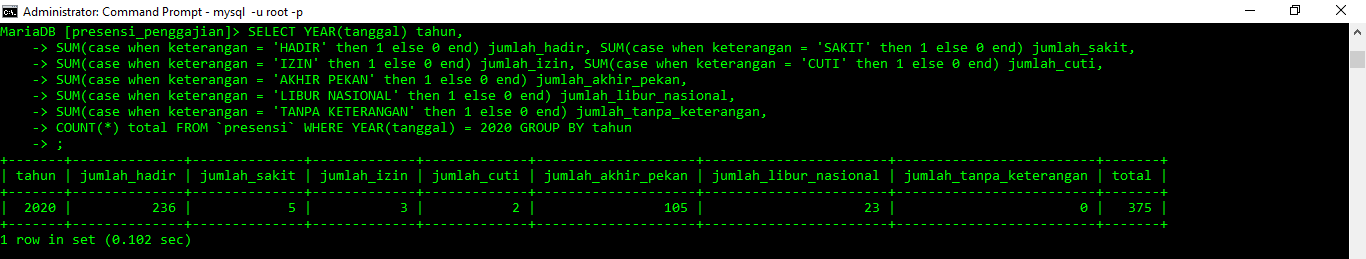 Administrator: Command Prompt - mysql  -u root -p
MariaDB [presensi_penggajian]> SELECT YEAR(tanggal) tahun,
    -> SUM(case when keterangan = 'HADIR' then 1 else 0 end) jumlah_hadir, SUM(case when keterangan = 'SAKIT' then 1 else 0 end) jumlah_sakit,
    -> SUM(case when keterangan = 'IZIN' then 1 else 0 end) jumlah_izin, SUM(case when keterangan = 'CUTI' then 1 else 0 end) jumlah_cuti,
    -> SUM(case when keterangan = 'AKHIR PEKAN' then 1 else 0 end) jumlah_akhir_pekan,
    -> SUM(case when keterangan = 'LIBUR NASIONAL' then 1 else 0 end) jumlah_libur_nasional,
    -> SUM(case when keterangan = 'TANPA KETERANGAN' then 1 else 0 end) jumlah_tanpa_keterangan,
    -> COUNT(*) total FROM `presensi` WHERE YEAR(tanggal) = 2020 GROUP BY tahun
    -> ;
+-------+--------------+--------------+-------------+-------------+--------------------+-----------------------+-------------------------+-------+
| tahun | jumlah_hadir | jumlah_sakit | jumlah_izin | jumlah_cuti | jumlah_akhir_pekan | jumlah_libur_nasional | jumlah_tanpa_keterangan | total |
+-------+--------------+--------------+-------------+-------------+--------------------+-----------------------+-------------------------+-------+
|  2020 |          236 |            5 |           3 |           2 |                105 |                    23 |                       0 |   375 |
+-------+--------------+--------------+-------------+-------------+--------------------+-----------------------+-------------------------+-------+
1 row in set (0.102 sec)